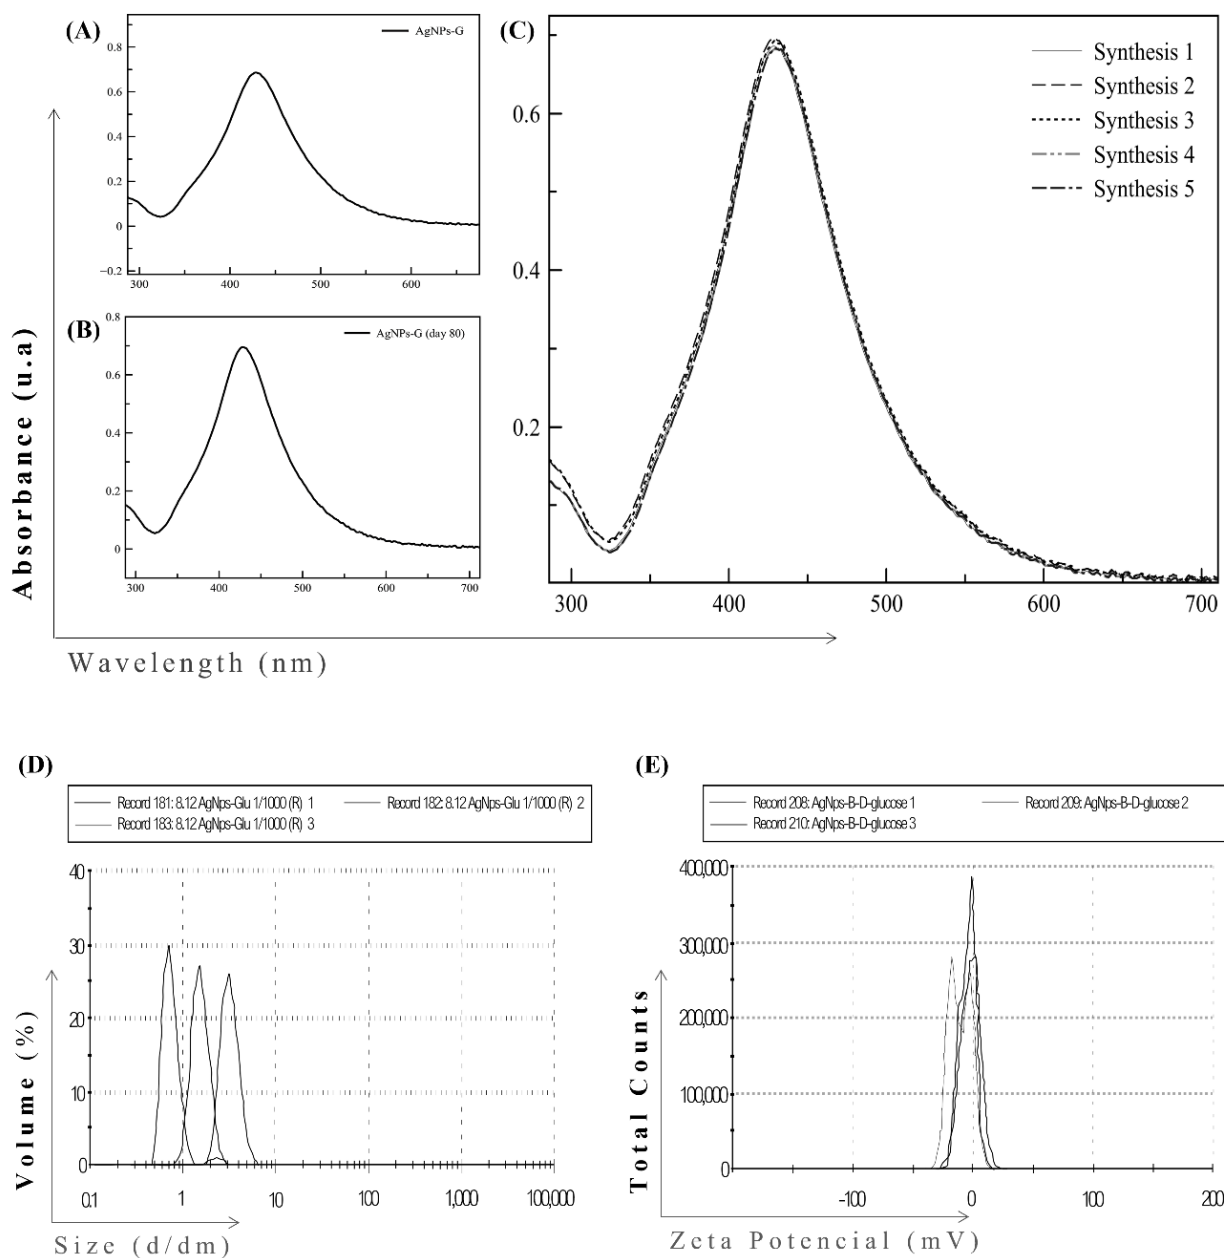 (A)
AgNPs-G
0.8
0.6
0.4
0.2
0
−0.2
300 400 500 600
(B)
AgNPs-G (day 80)
0.8
0.6
0.4
0.2
0
300 400 500 600 700
(C)
Synthesis 1
Synthesis 2
Synthesis 3
Synthesis 4
Synthesis 5
0.6
0.4
0.2
300 400 500 600 700
Absorbance (u.a)
Wavelength (nm)
(D)
Record 181: 8.12 AgNps-Glu 1/1000 (R) 1
Record 182: 8.12 AgNps-Glu 1/1000 (R) 2
Record 183: 8.12 AgNps-Glu 1/1000 (R) 3
40
30
20
10
0
0.1 1 10 100 1,000 10,000 100,000
Volume (%)
Size (d/dm)
(E)
Record 208: AgNps-B-D-glucose 1
Record 209: AgNps-B-D-glucose 2
Record 210: AgNps-B-D-glucose 3
400,000
300,000
200,000
100,000
0
-100 0 100 200
Total Counts
Zeta Potencial (mV)